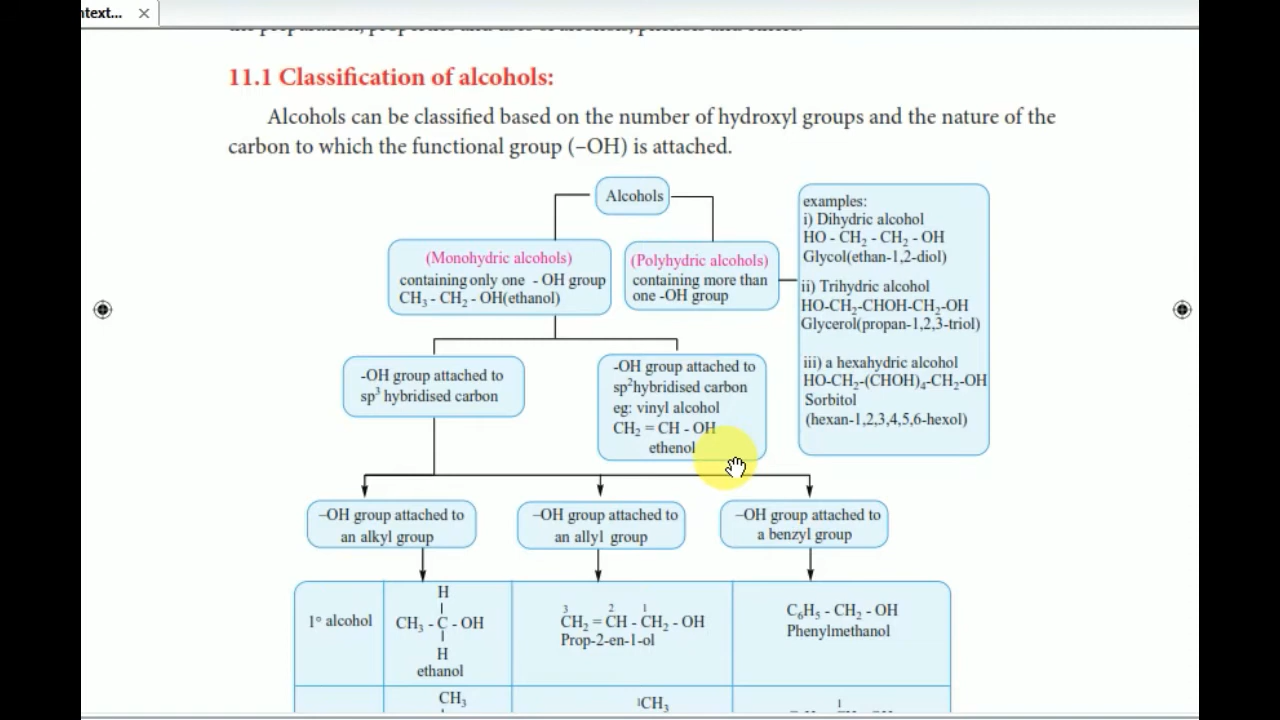 ntext...
11.1 Classification of alcohols:
Alcohols can be classified based on the number of hydroxyl groups and the nature of the
carbon to which the functional group (–OH) is attached.
Alcohols
(Monohydric alcohols)
containing only one - OH group
CH₃ - CH₂ - OH(ethanol)
(Polyhydric alcohols)
containing more than
one -OH group
examples:
i) Dihydric alcohol
HO - CH₂ - CH₂ - OH
Glycol(ethan-1,2-diol)
ii) Trihydric alcohol
HO-CH₂-CHOH-CH₂-OH
Glycerol(propan-1,2,3-triol)
iii) a hexahydric alcohol
HO-CH₂-(CHOH)₄-CH₂-OH
Sorbitol
(hexan-1,2,3,4,5,6-hexol)
-OH group attached to
sp³ hybridised carbon
-OH group attached to
sp²hybridised carbon
eg: vinyl alcohol
CH₂ = CH - OH
ethenol
–OH group attached to
an alkyl group
–OH group attached to
an allyl group
–OH group attached to
a benzyl group
1° alcohol
H
CH₃ - C - OH
H
ethanol
3 2 1
CH₂ = CH - CH₂ - OH
Prop-2-en-1-ol
C₆H₅ - CH₂ - OH
Phenylmethanol
CH₃
¹CH₃
1